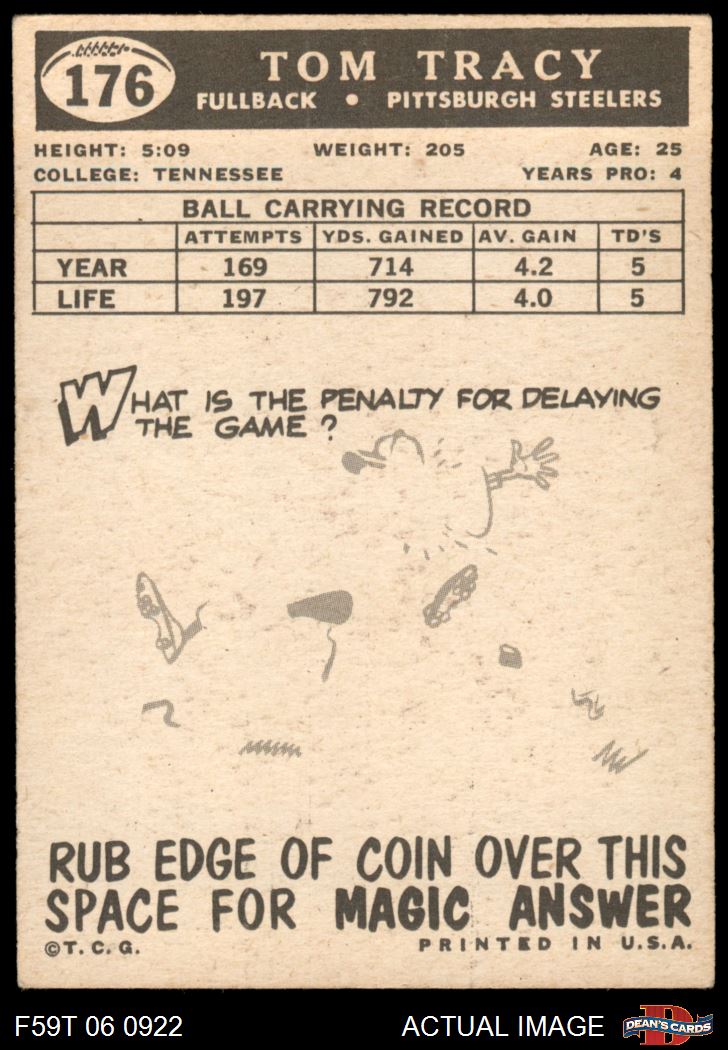 176
TOM TRACY
FULLBACK • PITTSBURGH STEELERS
HEIGHT: 5:09 WEIGHT: 205 AGE: 25
COLLEGE: TENNESSEE YEARS PRO: 4
BALL CARRYING RECORD
ATTEMPTS YDS. GAINED AV. GAIN TD'S
YEAR 169 714 4.2 5
LIFE 197 792 4.0 5
WHAT IS THE PENALTY FOR DELAYING
THE GAME?
RUB EDGE OF COIN OVER THIS
SPACE FOR MAGIC ANSWER
©T.C.G. PRINTED IN U.S.A.
F59T 06 0922 ACTUAL IMAGE D DEAN'S CARDS